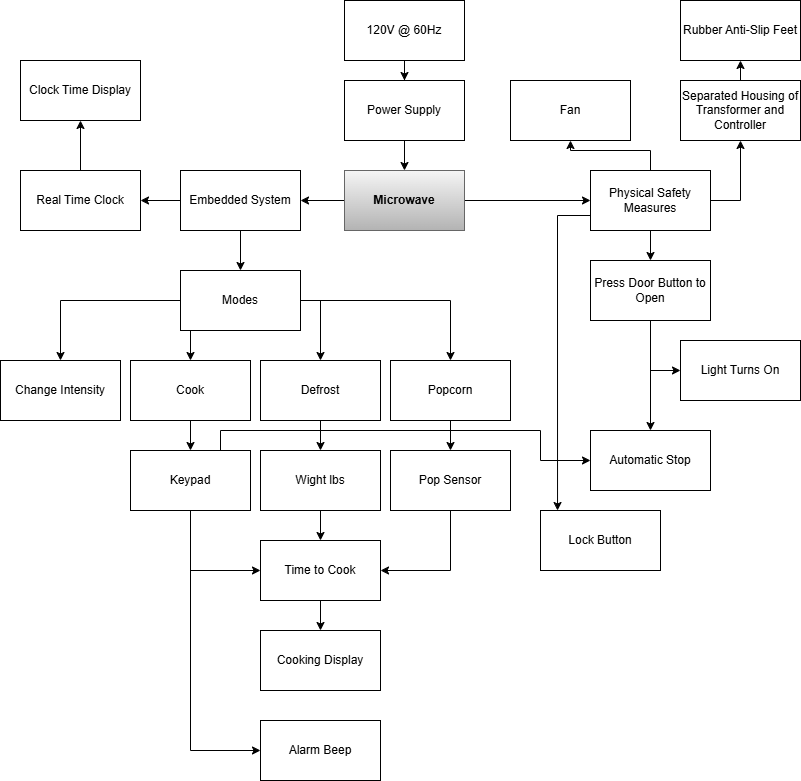 120V @ 60Hz
Rubber Anti-Slip Feet
Clock Time Display
Power Supply
Fan
Separated Housing of
Transformer and
Controller
Real Time Clock
Embedded System
Microwave
Physical Safety
Measures
Modes
Press Door Button to
Open
Change Intensity
Cook
Defrost
Popcorn
Light Turns On
Keypad
Wight lbs
Pop Sensor
Automatic Stop
Time to Cook
Lock Button
Cooking Display
Alarm Beep